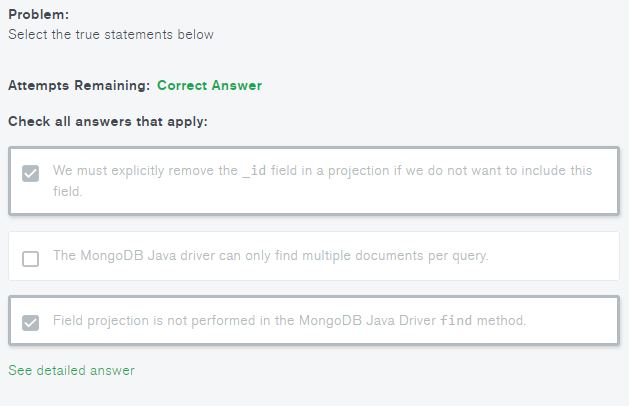 Problem:
Select the true statements below
Attempts Remaining: Correct Answer
Check all answers that apply:
We must explicitly remove the _id field in a projection if we do not want to include this
field.
The MongoDB Java driver can only find multiple documents per query.
Field projection is not performed in the MongoDB Java Driver find method.
See detailed answer